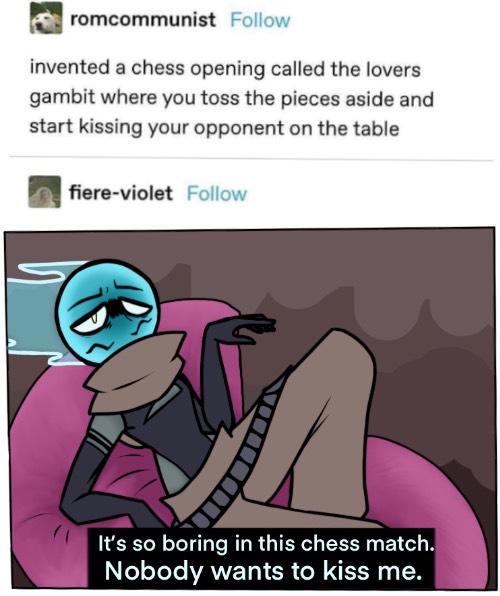 romcommunist Follow
invented a chess opening called the lovers
gambit where you toss the pieces aside and
start kissing your opponent on the table
fiere-violet Follow
It's so boring in this chess match.
Nobody wants to kiss me.